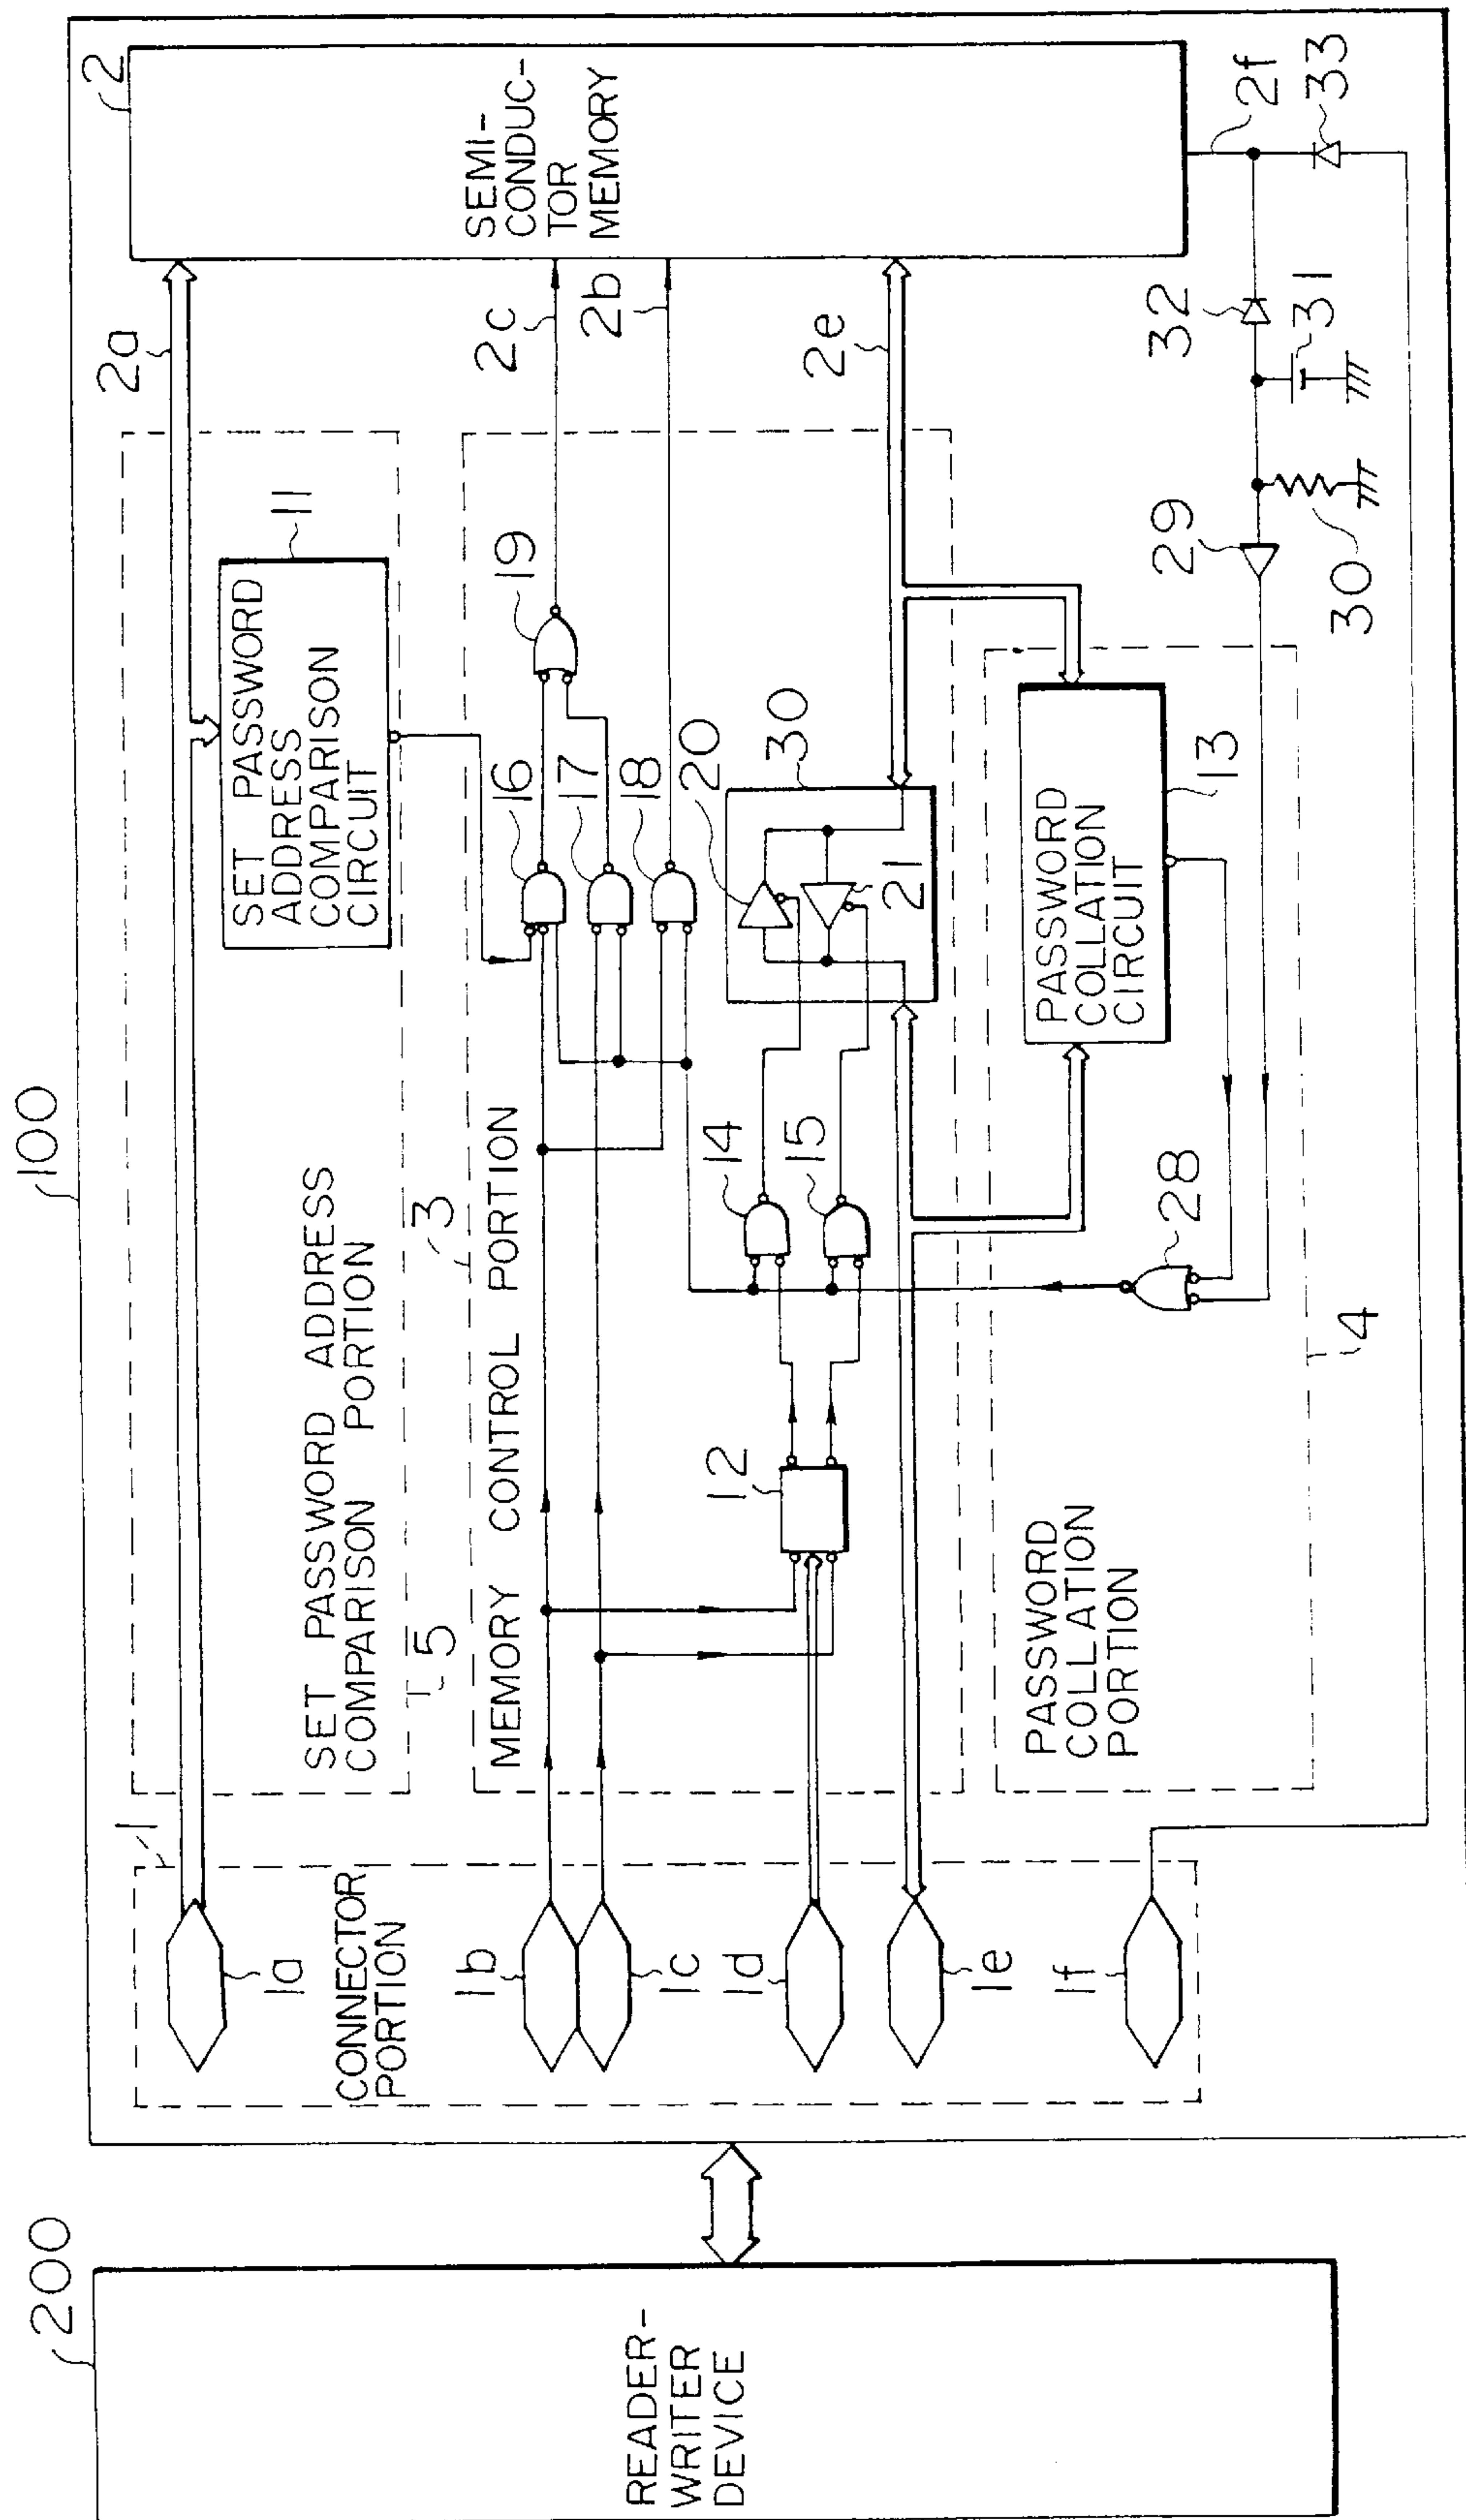 100
200
READER-
WRITER
DEVICE
1
CONNECTOR
PORTION
1a
1b
1c
1d
1e
1f
SET PASSWORD ADDRESS
COMPARISON PORTION
5
SET PASSWORD
ADDRESS
COMPARISON
CIRCUIT
11
2a
3
MEMORY CONTROL PORTION
12
14
15
16
17
18
19
20
21
30
2c
2b
2e
2
SEMI-
CONDUC-
TOR
MEMORY
PASSWORD
COLLATION
PORTION
4
PASSWORD
COLLATION
CIRCUIT
13
28
29
30
31
32
33
2f